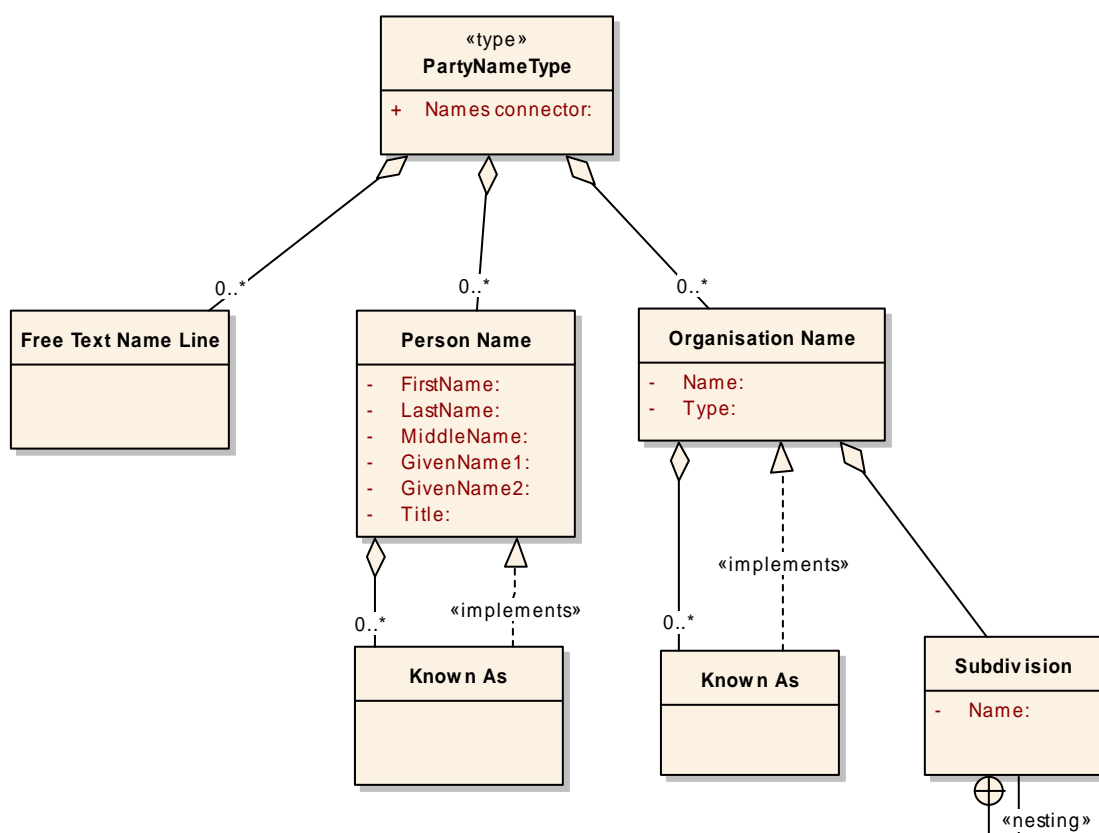 «type»
PartyNameType
+ Names connector:
0..*
0..*
0..*
Free Text Name Line
Person Name
- FirstName:
- LastName:
- MiddleName:
- GivenName1:
- GivenName2:
- Title:
Organisation Name
- Name:
- Type:
«implements»
0..*
«implements»
0..*
Known As
Known As
Subdivision
- Name:
«nesting»